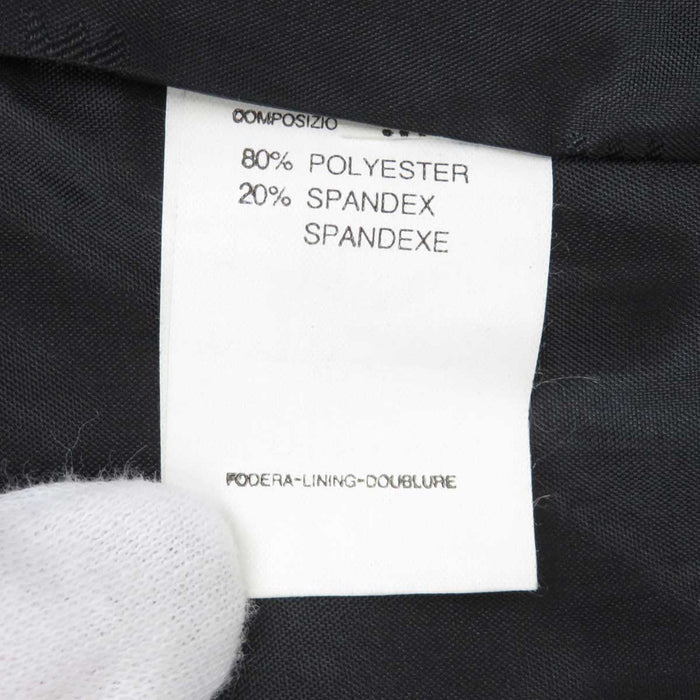 COMPOSIZIO
80% POLYESTER
20% SPANDEX
SPANDEXE
FODERA-LINING-DOUBLURE